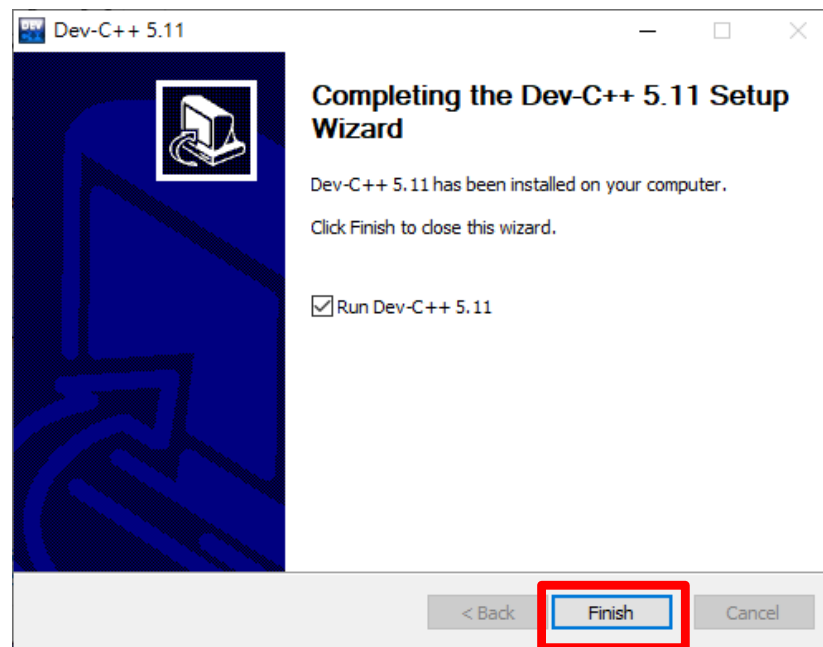 Dev-C++ 5.11
Completing the Dev-C++ 5.11 Setup
Wizard
Dev-C++ 5.11 has been installed on your computer.
Click Finish to close this wizard.
Run Dev-C++ 5.11
< Back Finish Cancel